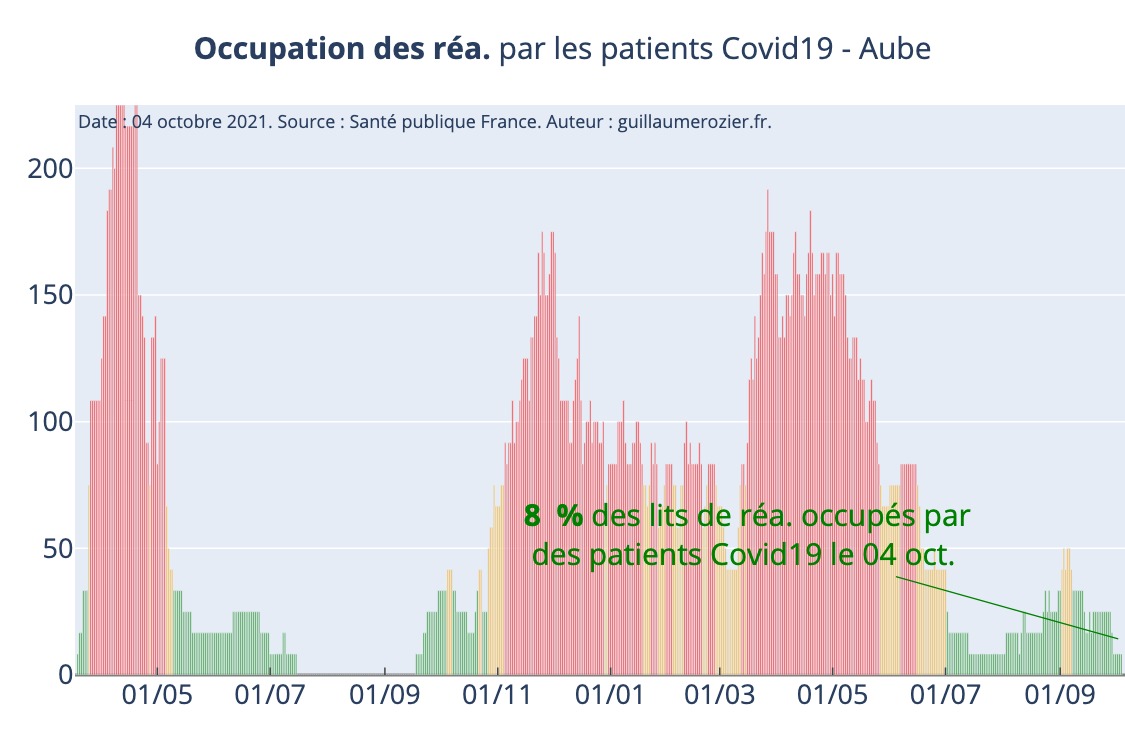 Occupation des réa. par les patients Covid19 - Aube
Date : 04 octobre 2021. Source : Santé publique France. Auteur : guillaumerozier.fr.
200
150
100
50
0
8 % des lits de réa. occupés par
des patients Covid19 le 04 oct.
01/05 01/07 01/09 01/11 01/01 01/03 01/05 01/07 01/09